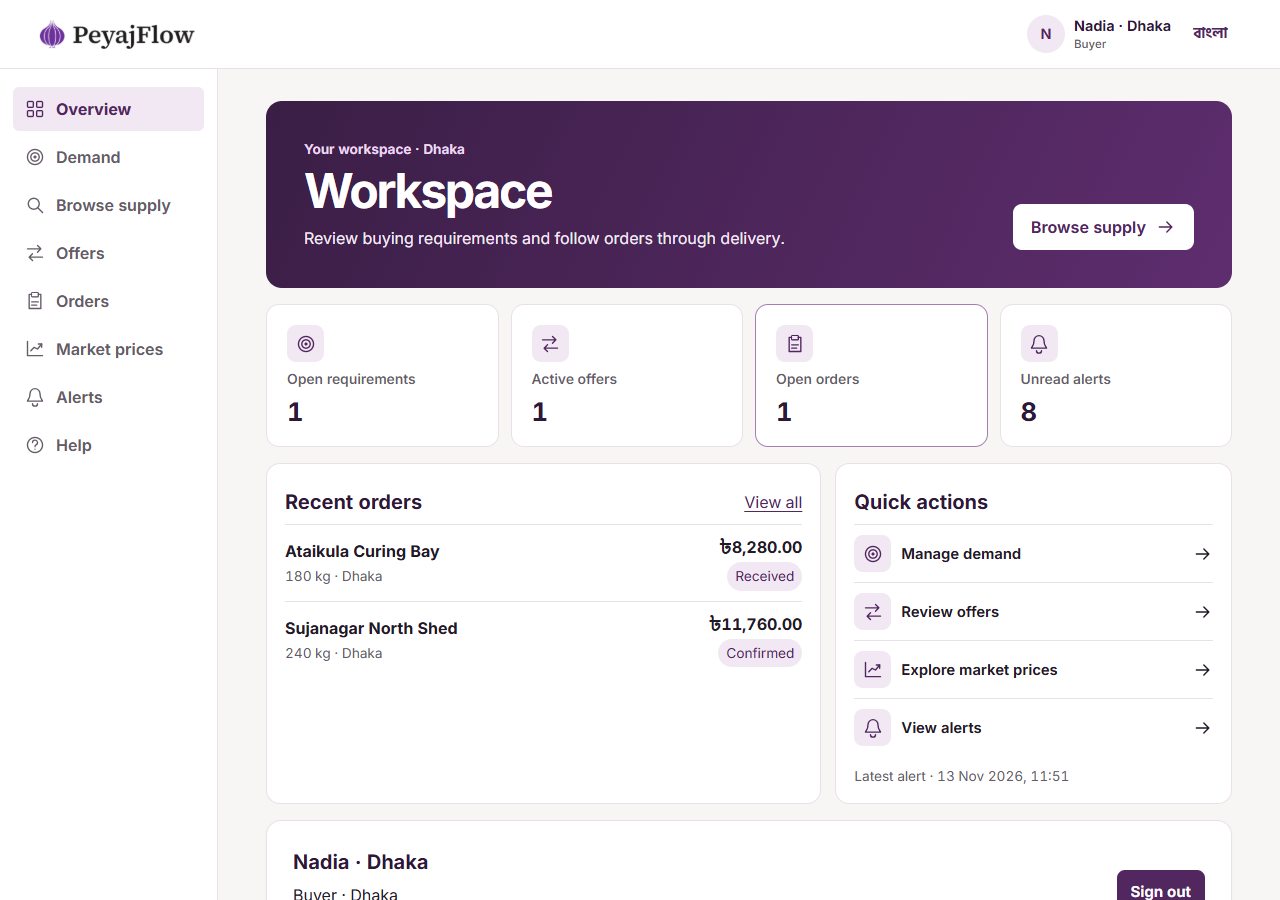 PeyajFlow
N
Nadia · Dhaka
Buyer
বাংলা
Overview
Demand
Browse supply
Offers
Orders
Market prices
Alerts
Help
Your workspace · Dhaka
Workspace
Review buying requirements and follow orders through delivery.
Browse supply
Open requirements
1
Active offers
1
Open orders
1
Unread alerts
8
Recent orders
View all
Ataikula Curing Bay
৳8,280.00
180 kg · Dhaka
Received
Sujanagar North Shed
৳11,760.00
240 kg · Dhaka
Confirmed
Quick actions
Manage demand
Review offers
Explore market prices
View alerts
Latest alert · 13 Nov 2026, 11:51
Nadia · Dhaka
Buyer · Dhaka
Sign out